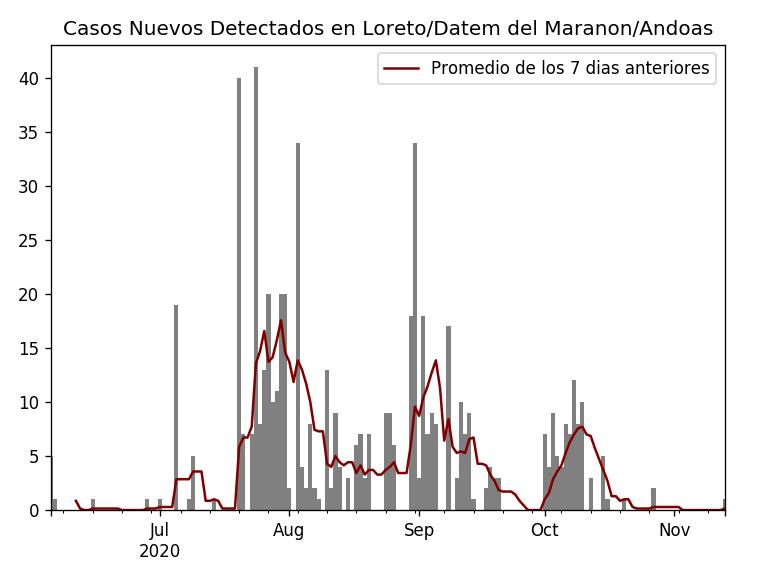 Casos Nuevos Detectados en Loreto/Datem del Maranon/Andoas
Promedio de los 7 dias anteriores
40
35
30
25
20
15
10
5
0
Jul
2020
Aug
Sep
Oct
Nov